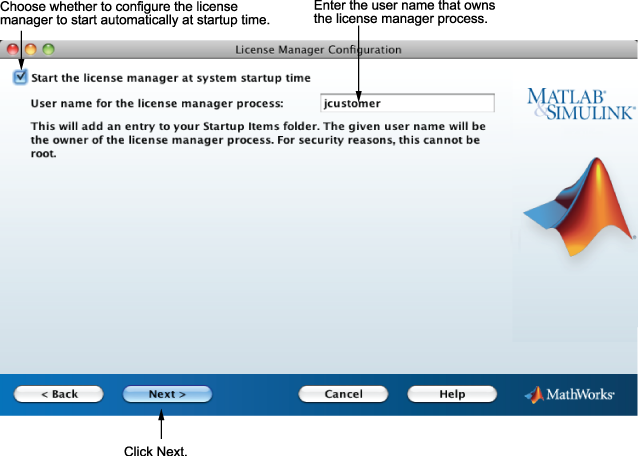 Choose whether to configure the license
manager to start automatically at startup time.
Enter the user name that owns
the license manager process.
License Manager Configuration
Start the license manager at system startup time
User name for the license manager process:
jcustomer
This will add an entry to your Startup Items folder. The given user name will be
the owner of the license manager process. For security reasons, this cannot be
root.
MATLAB®
&SIMULINK®
< Back
Next >
Cancel
Help
MathWorks®
Click Next.